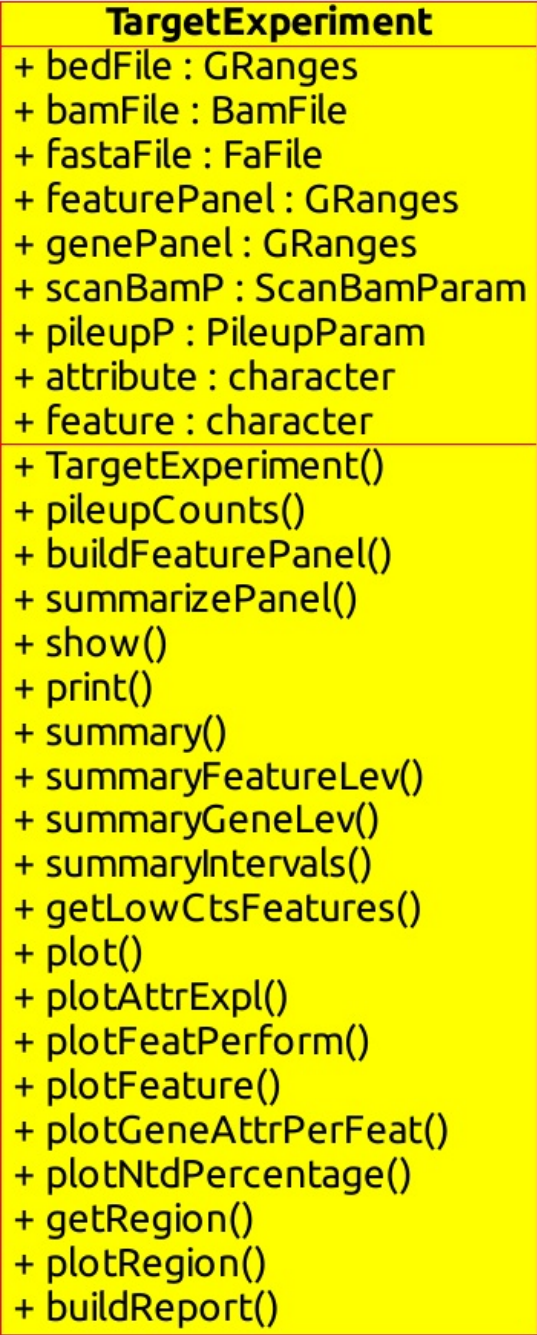 TargetExperiment
+ bedFile : GRanges
+ bamFile : BamFile
+ fastaFile : FaFile
+ featurePanel : GRanges
+ genePanel : GRanges
+ scanBamP : ScanBamParam
+ pileupP : PileupParam
+ attribute : character
+ feature : character
+ TargetExperiment()
+ pileupCounts()
+ buildFeaturePanel()
+ summarizePanel()
+ show()
+ print()
+ summary()
+ summaryFeatureLev()
+ summaryGeneLev()
+ summaryIntervals()
+ getLowCtsFeatures()
+ plot()
+ plotAttrExpl()
+ plotFeatPerform()
+ plotFeature()
+ plotGeneAttrPerFeat()
+ plotNtdPercentage()
+ getRegion()
+ plotRegion()
+ buildReport()